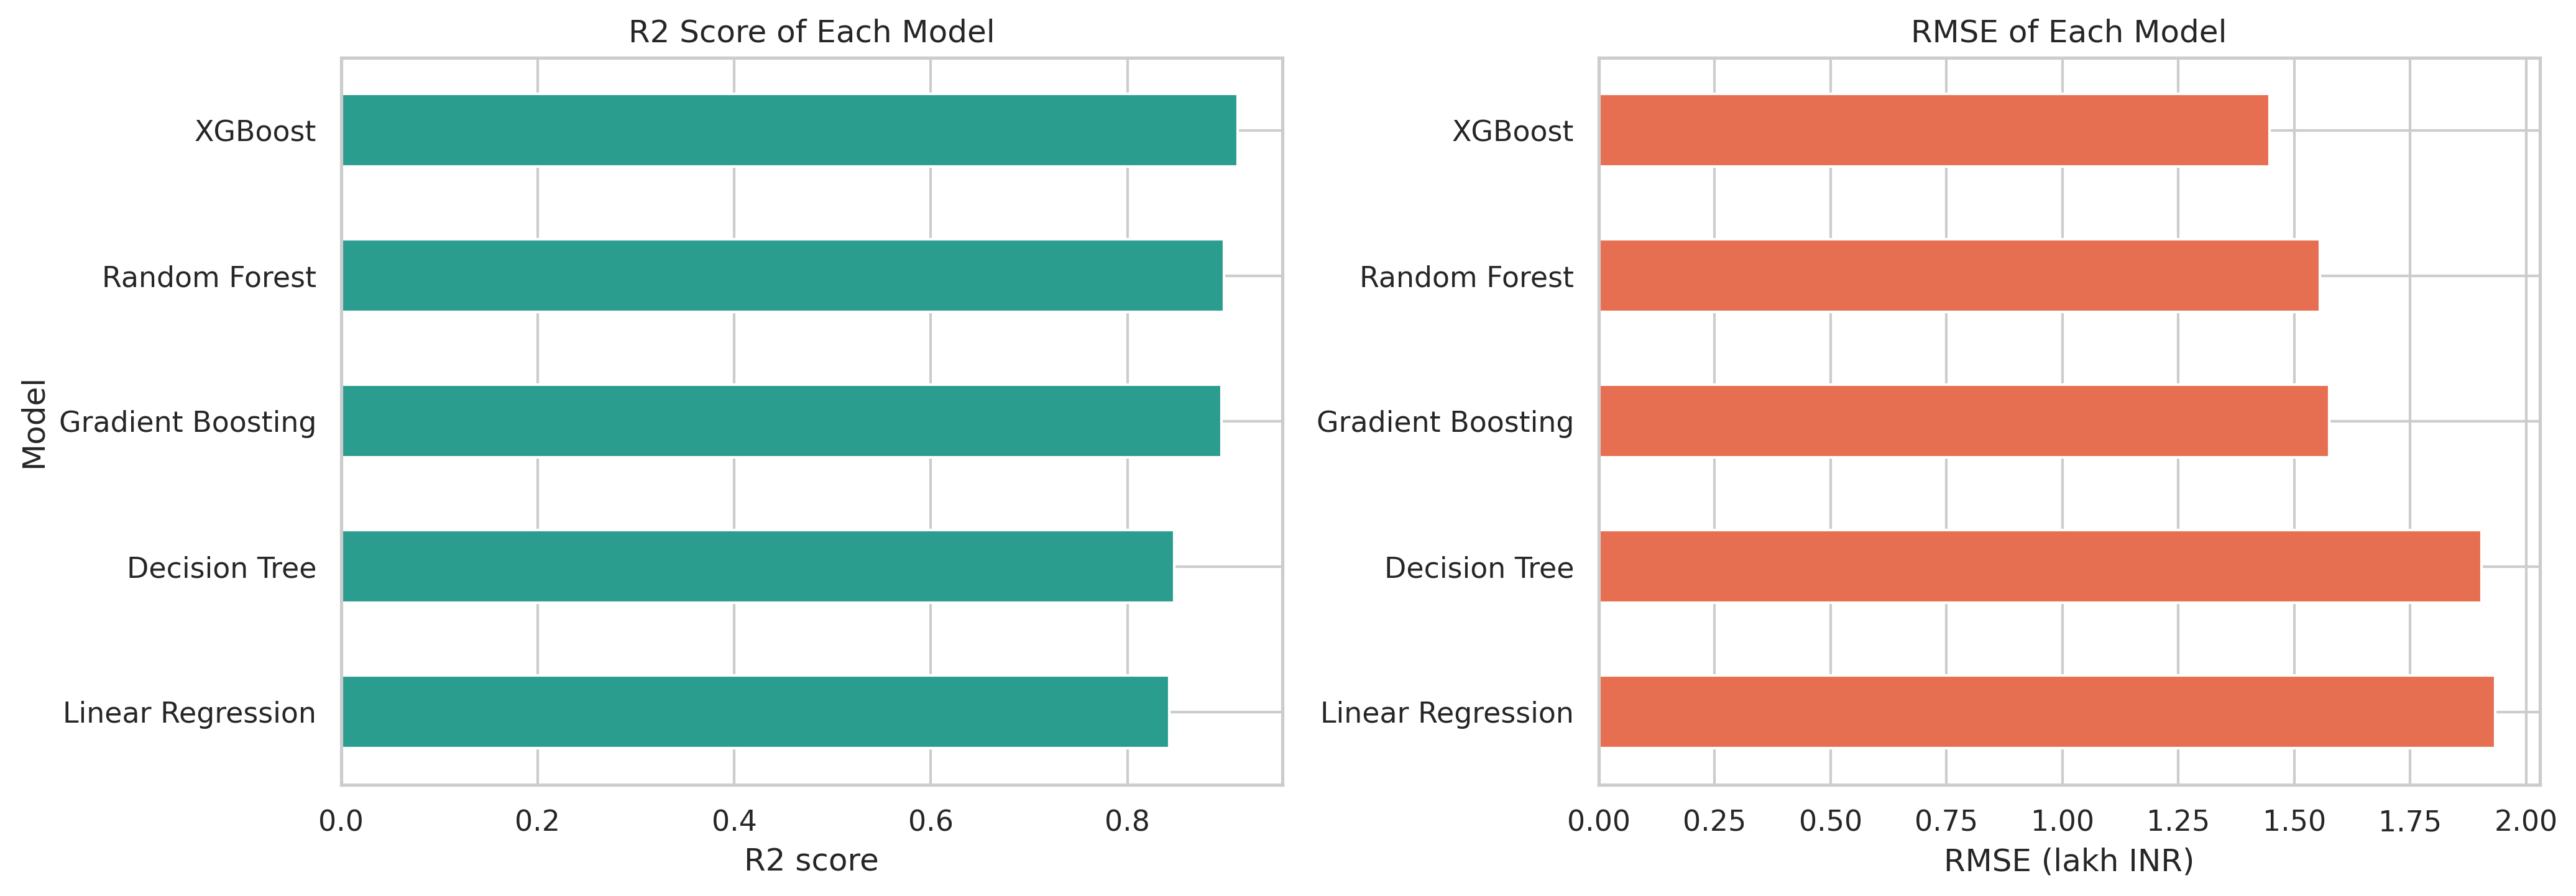 R2 Score of Each Model
Model
XGBoost
Random Forest
Gradient Boosting
Decision Tree
Linear Regression
0.0 0.2 0.4 0.6 0.8
R2 score
RMSE of Each Model
XGBoost
Random Forest
Gradient Boosting
Decision Tree
Linear Regression
0.00 0.25 0.50 0.75 1.00 1.25 1.50 1.75 2.00
RMSE (lakh INR)